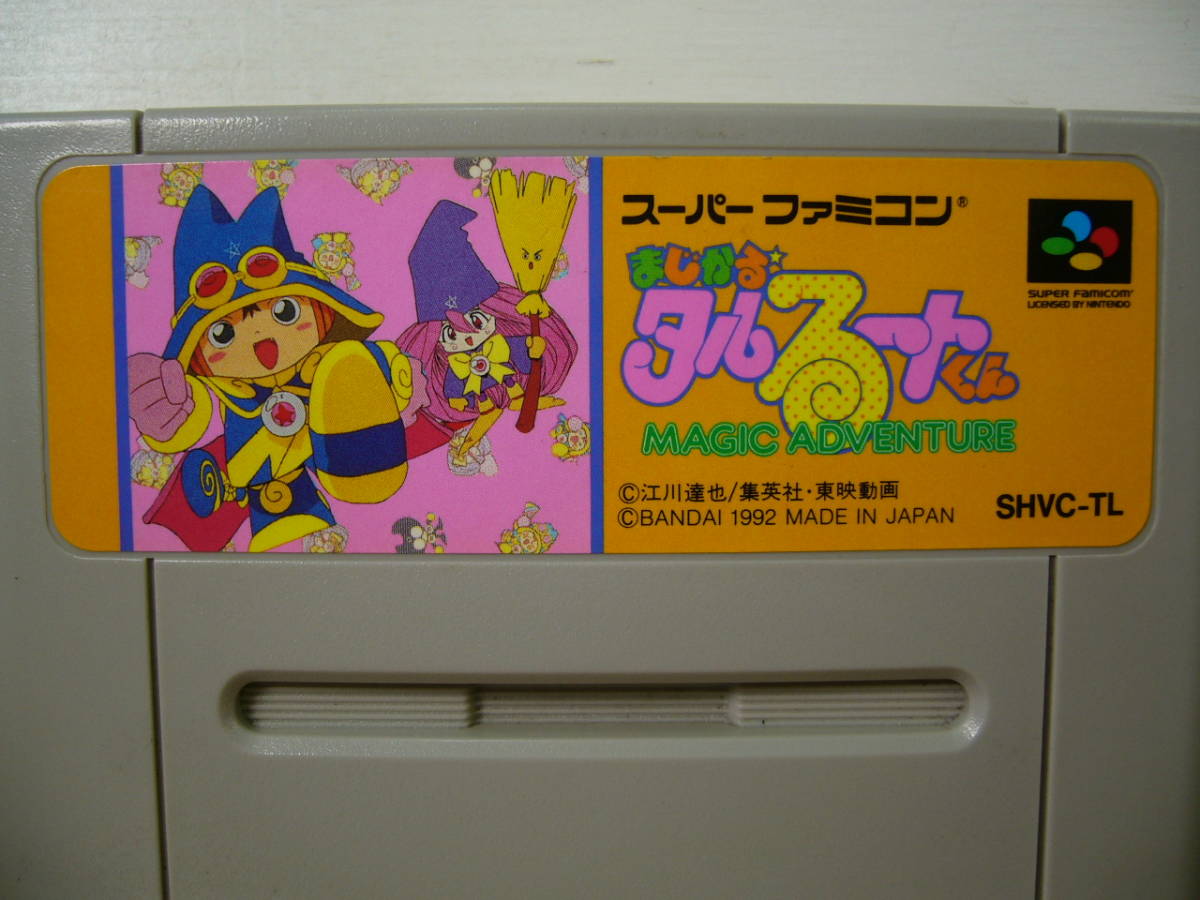 スーパーファミコン®
まじかる☆
タルるートくん
MAGIC ADVENTURE
SUPER FAMICOM™
LICENSED BY NINTENDO
©江川達也/集英社・東映動画
©BANDAI 1992 MADE IN JAPAN
SHVC-TL